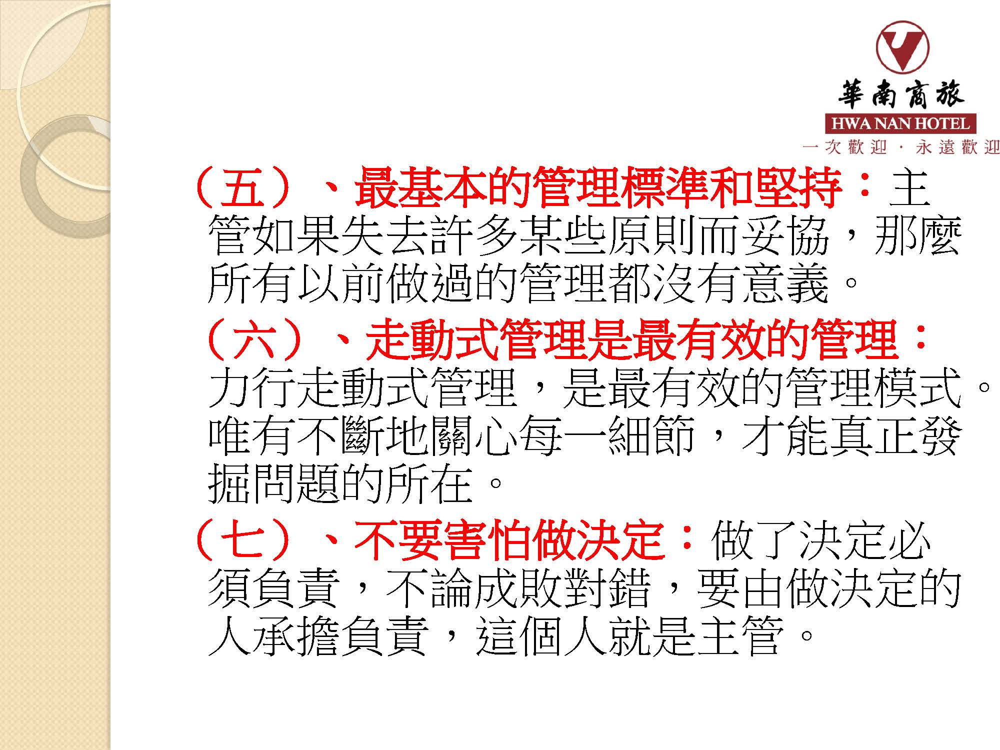 華南商旅
HWA NAN HOTEL
一次歡迎．永遠歡迎
（五）、最基本的管理標準和堅持：主
管如果失去許多某些原則而妥協，那麼
所有以前做過的管理都沒有意義。
（六）、走動式管理是最有效的管理：
力行走動式管理，是最有效的管理模式。
唯有不斷地關心每一細節，才能真正發
掘問題的所在。
（七）、不要害怕做決定：做了決定必
須負責，不論成敗對錯，要由做決定的
人承擔負責，這個人就是主管。